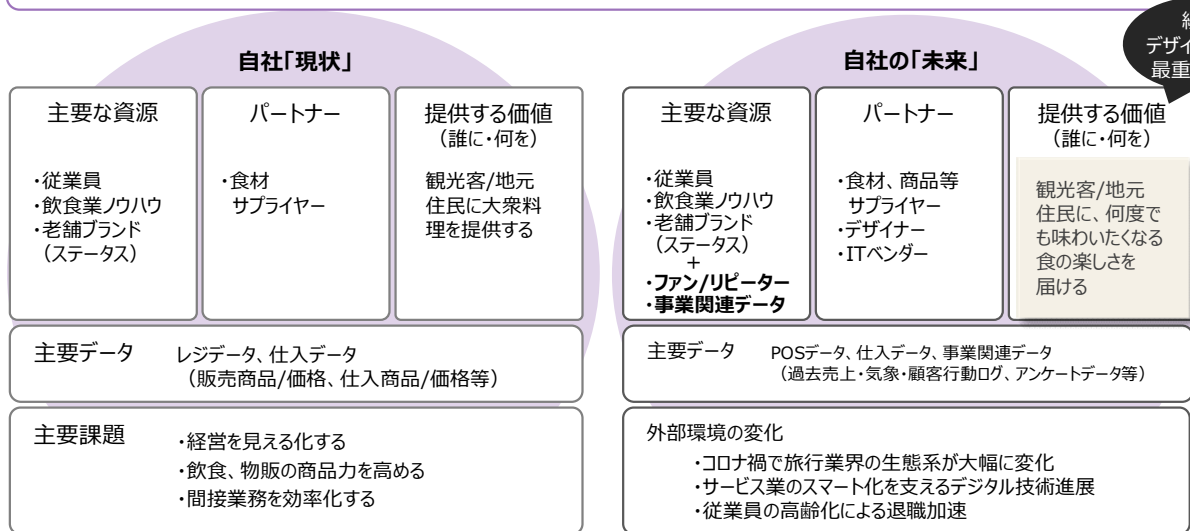 自社「現状」
主要な資源
・従業員
・飲食業ノウハウ
・老舗ブランド
（ステータス）
パートナー
・食材
サプライヤー
提供する価値
（誰に・何を）
観光客/地元
住民に大衆料
理を提供する
主要データ　レジデータ、仕入データ
（販売商品/価格、仕入商品/価格等）
主要課題
・経営を見える化する
・飲食、物販の商品力を高める
・間接業務を効率化する
自社の「未来」
デザイ
最重
主要な資源
・従業員
・飲食業ノウハウ
・老舗ブランド
（ステータス）
＋
・ファン/リピーター
・事業関連データ
パートナー
・食材、商品等
サプライヤー
・デザイナー
・ITベンダー
提供する価値
（誰に・何を）
観光客/地元
住民に、何度で
も味わいたくなる
食の楽しさを
届ける
主要データ　POSデータ、仕入データ、事業関連データ
（過去売上・気象・顧客行動ログ、アンケートデータ等）
外部環境の変化
・コロナ禍で旅行業界の生態系が大幅に変化
・サービス業のスマート化を支えるデジタル技術進展
・従業員の高齢化による退職加速